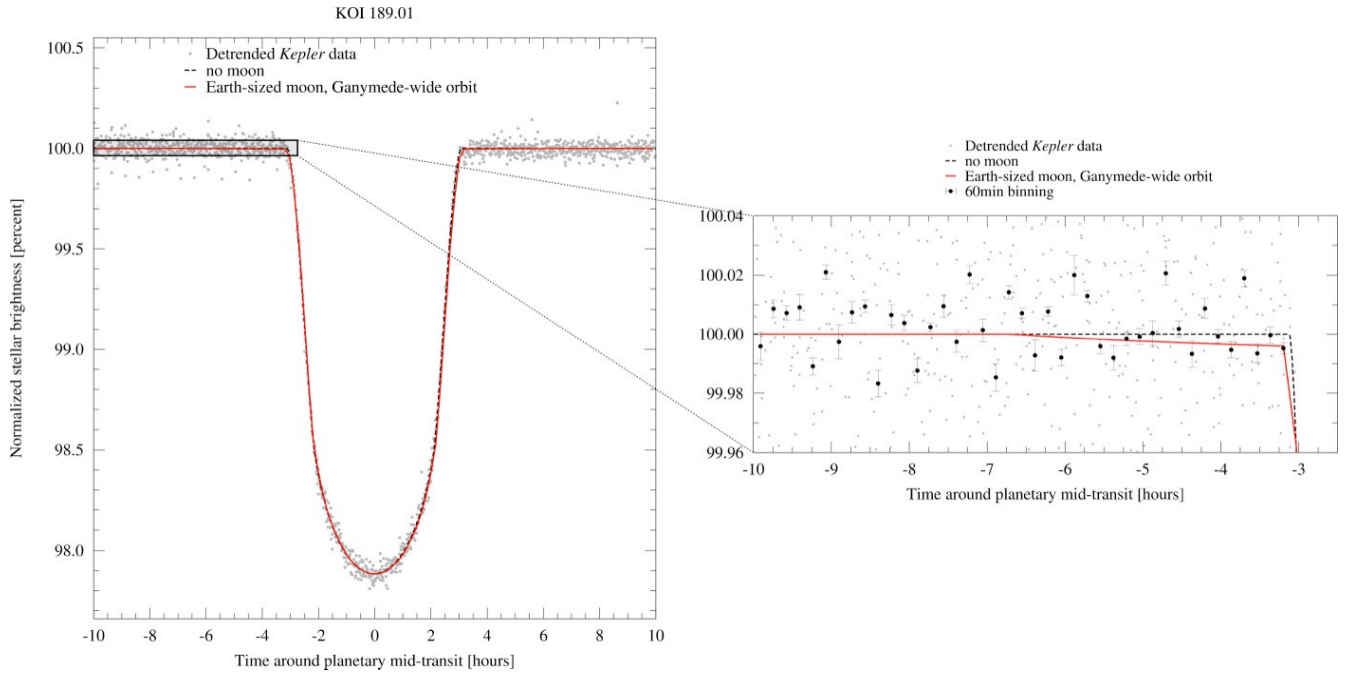 KOI 189.01
Detrended Kepler data
no moon
Earth-sized moon, Ganymede-wide orbit
Normalized stellar brightness [percent]
100.5
100.0
99.5
99.0
98.5
98.0
-10 -8 -6 -4 -2 0 2 4 6 8 10
Time around planetary mid-transit [hours]
Detrended Kepler data
no moon
Earth-sized moon, Ganymede-wide orbit
60min binning
100.04
100.02
100.00
99.98
99.96
-10 -9 -8 -7 -6 -5 -4 -3
Time around planetary mid-transit [hours]